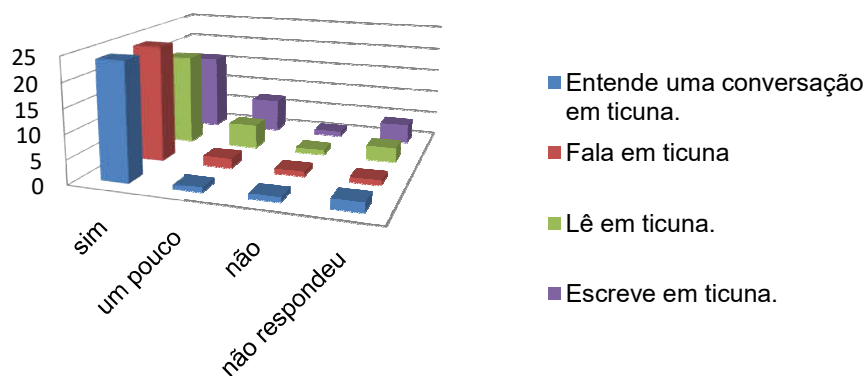 25
20
15
10
5
0
sim
um pouco
não
não respondeu
Entende uma conversação
em ticuna.
Fala em ticuna
Lê em ticuna.
Escreve em ticuna.